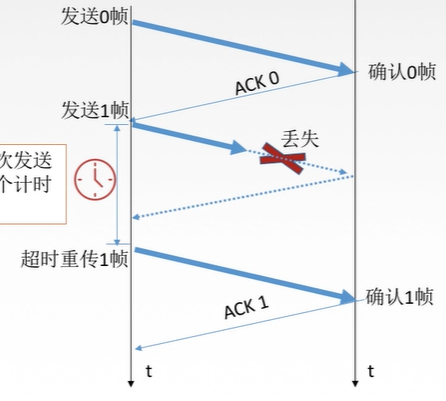 发送0帧
确认0帧
ACK 0
发送1帧
丢失
次发送
个计时
超时重传1帧
确认1帧
ACK 1
t
t